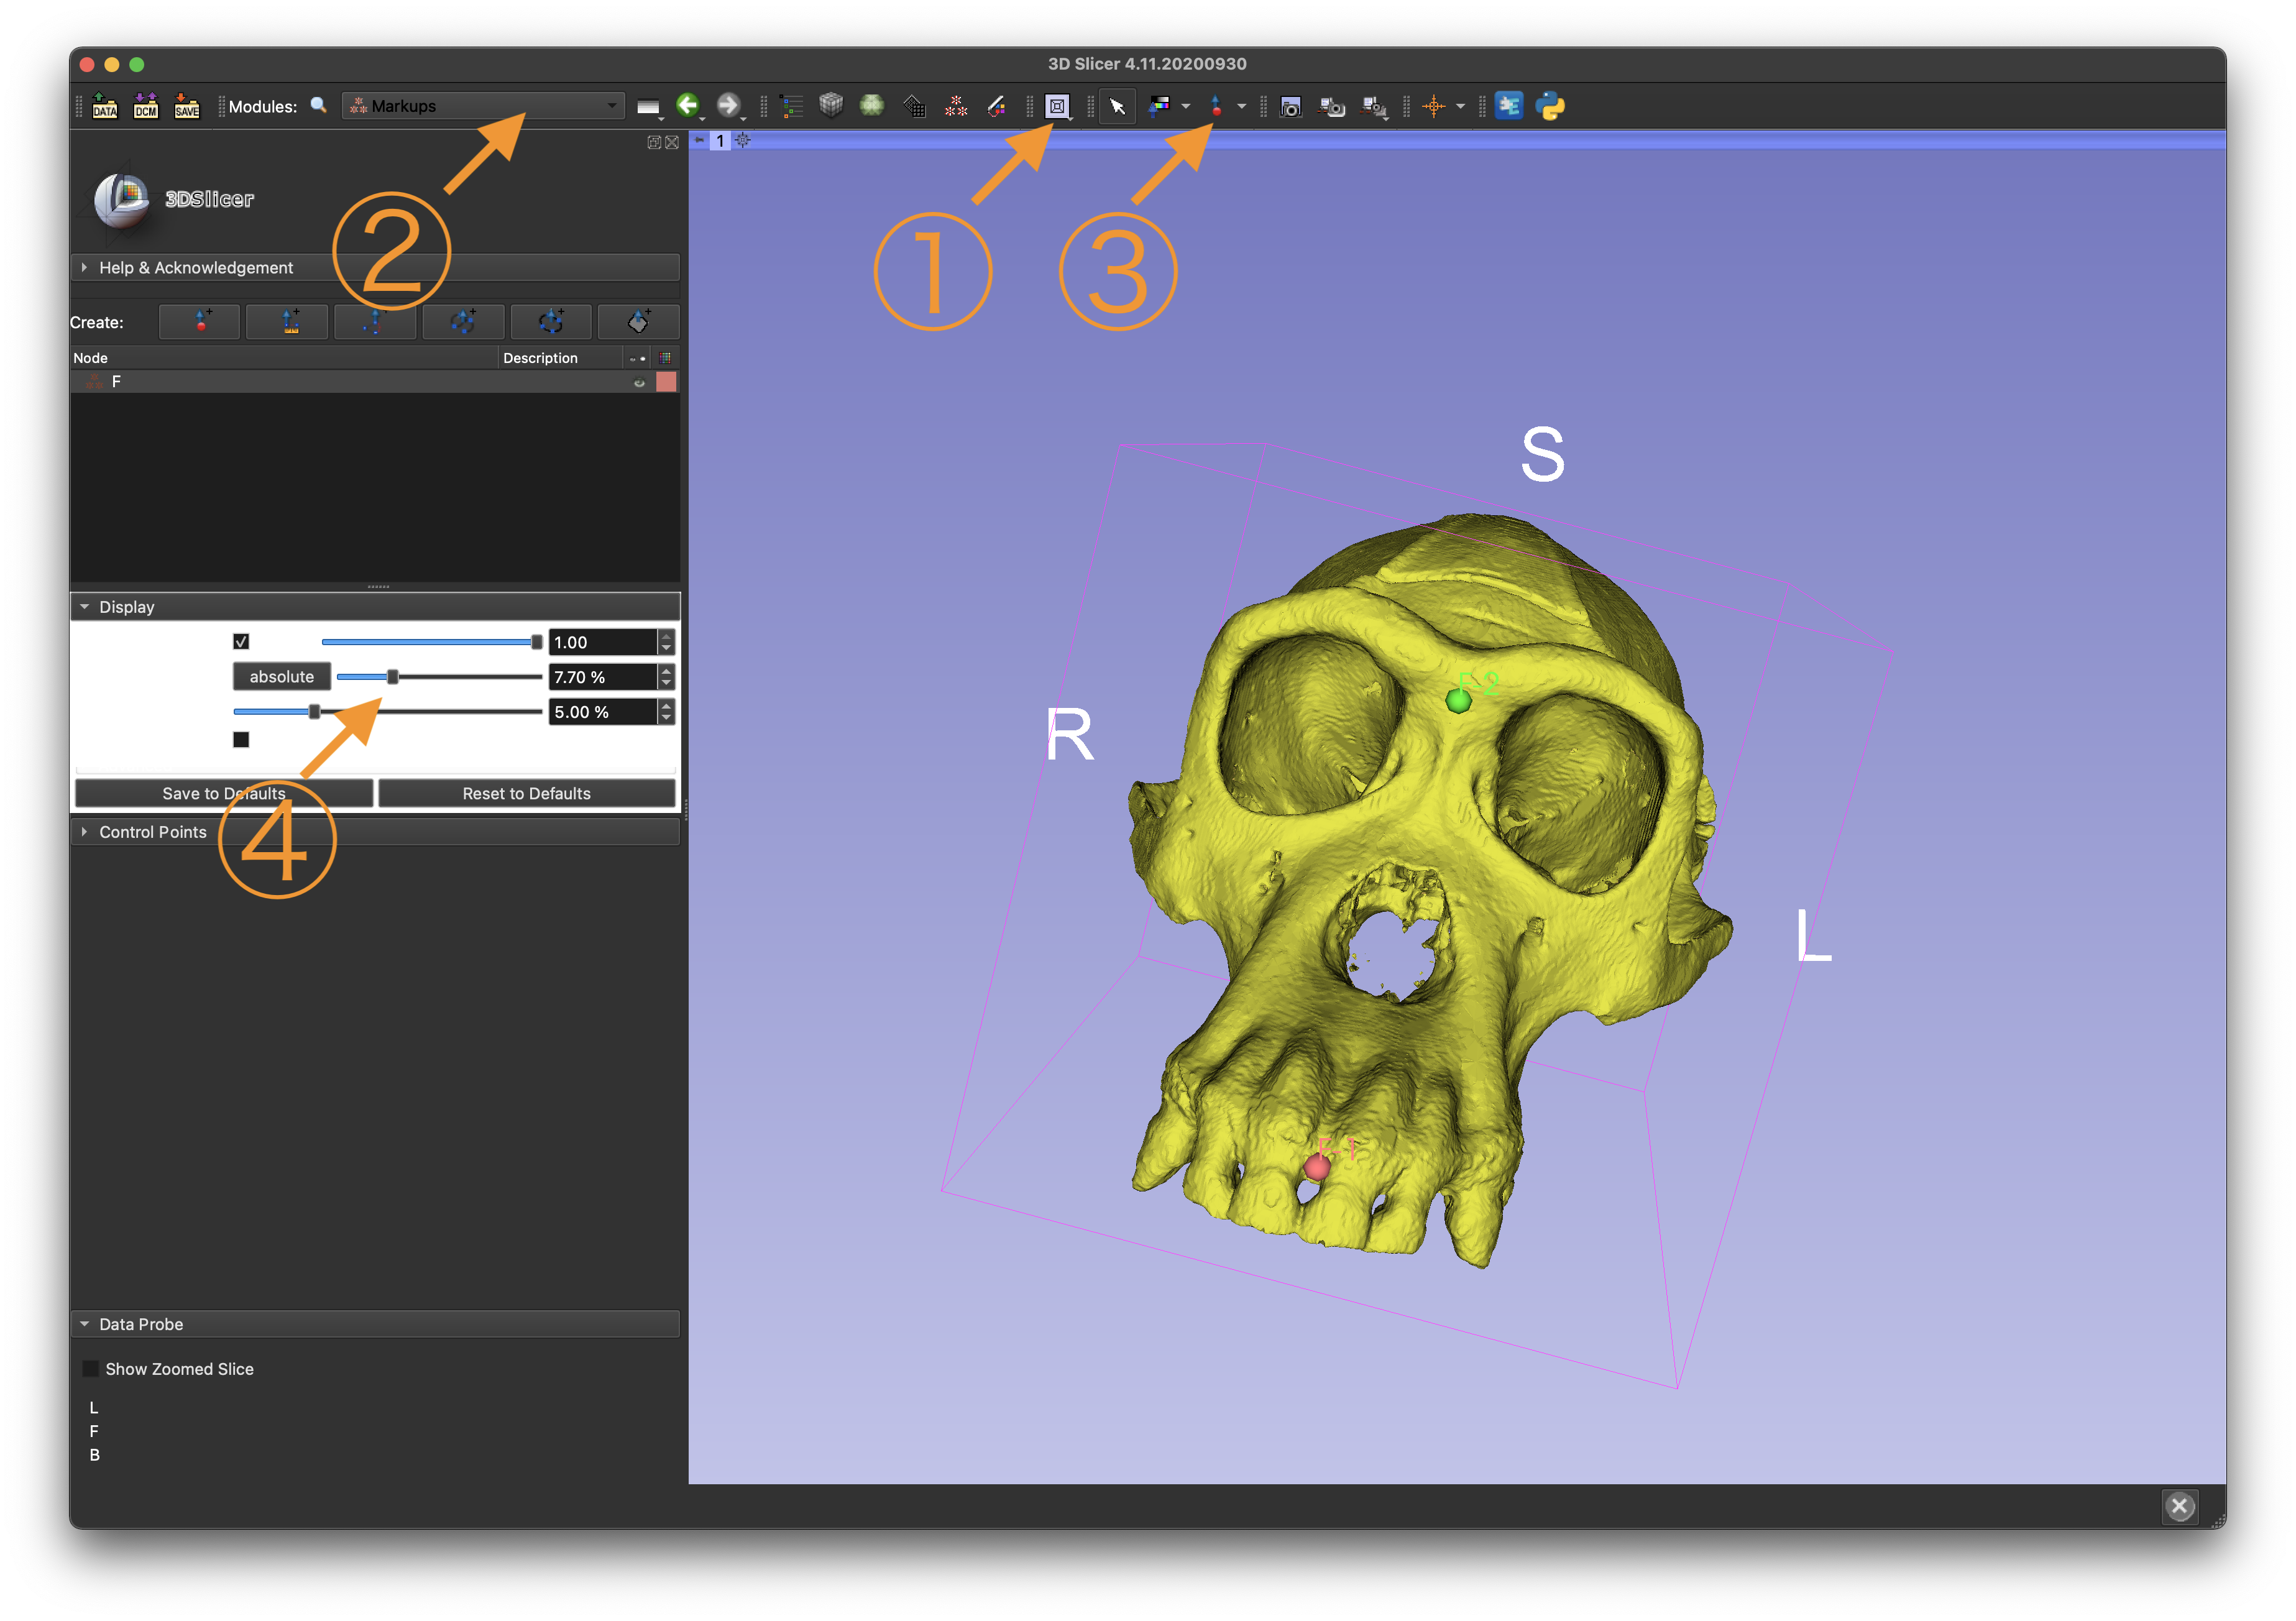 3D Slicer 4.11.20200930
DATA DCM SAVE Modules: Markups
1
3DSlicer
② ① ③
Help & Acknowledgement
Create:
Node Description
F
Display
1.00
absolute 7.70 %
5.00 %
Save to Defaults Reset to Defaults
④
Control Points
S
F-2
R
L
F-1
Data Probe
Show Zoomed Slice
L
F
B